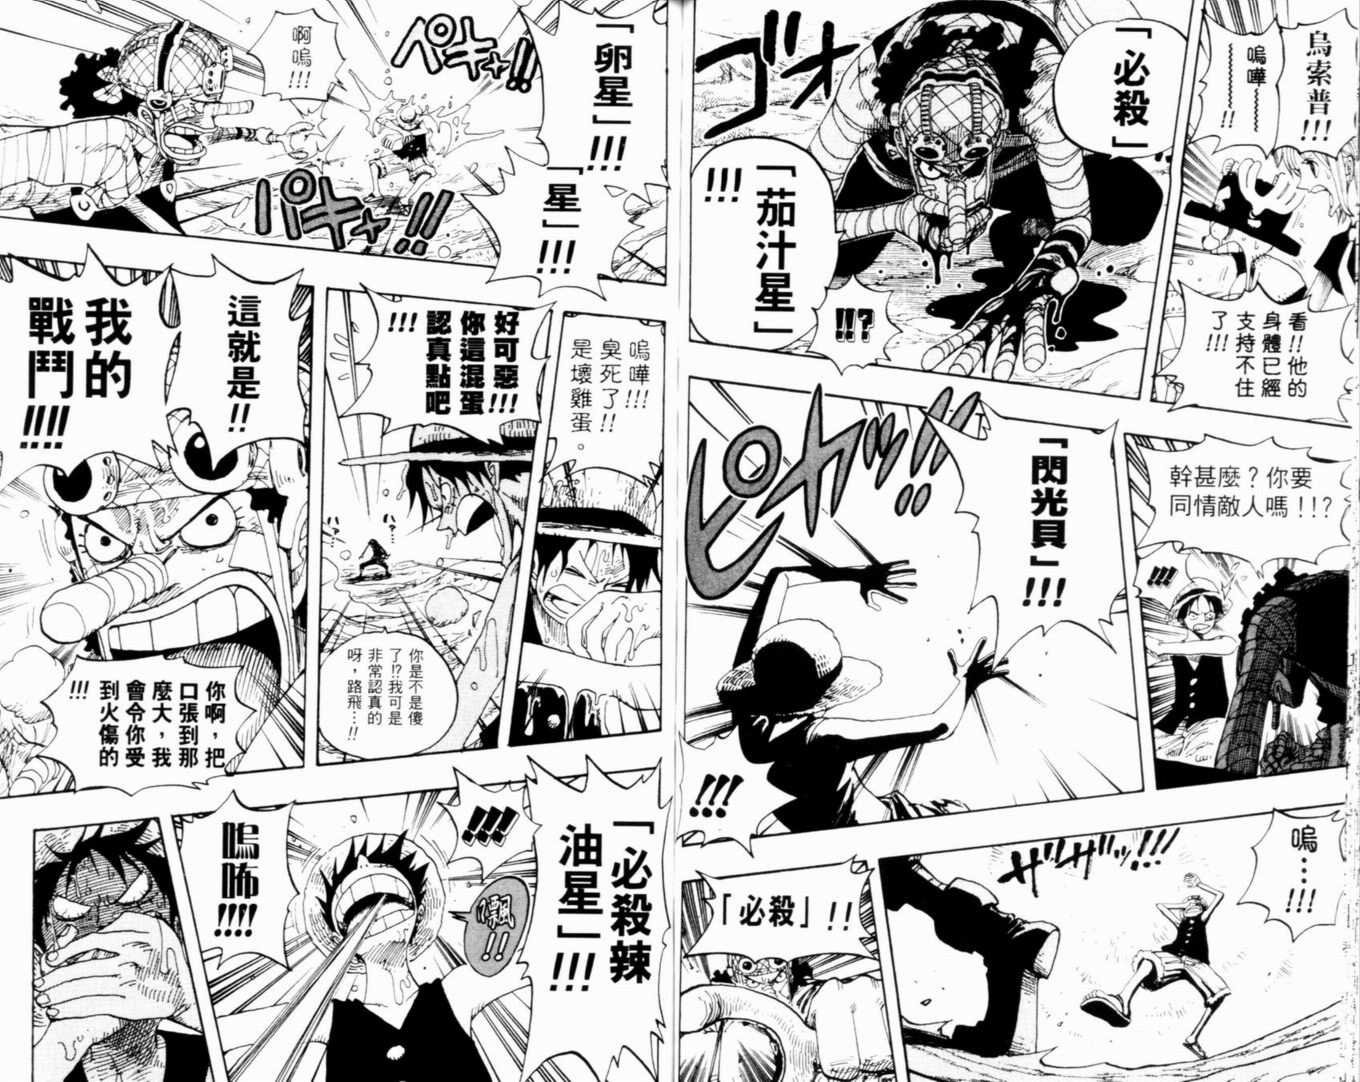 烏索普!!!
嗚嘩~~~~!!
看!!他的
身體已經
支持不住
了!!!
「必殺」
「茄汁星」
!!!
ゴオ
!!?
幹甚麼?你要
同情敵人嗎!!!?
!!!
「閃光貝」!!!
ピカッ!!
!!!
嗚…!!!
ザザザッ!!!
「必殺」!!
「卵星」!!!
「星」!!!
ペキャ!!
パキャ!!
啊嗚!!!
嗚嘩!!!
臭死了!!
是壞雞蛋。
好可惡!!!
你這混蛋
認真點吧
!!!
你是不是傻
了!?我可是
非常認真的
呀,路飛…!!
這就是!!
我的
戰鬥
!!!!
你啊,把
口張到那
麼大,我
會令你受
到火傷的
!!!
「必殺辣
油星」!!!
!!!
飄!!
嗚咘!!!!